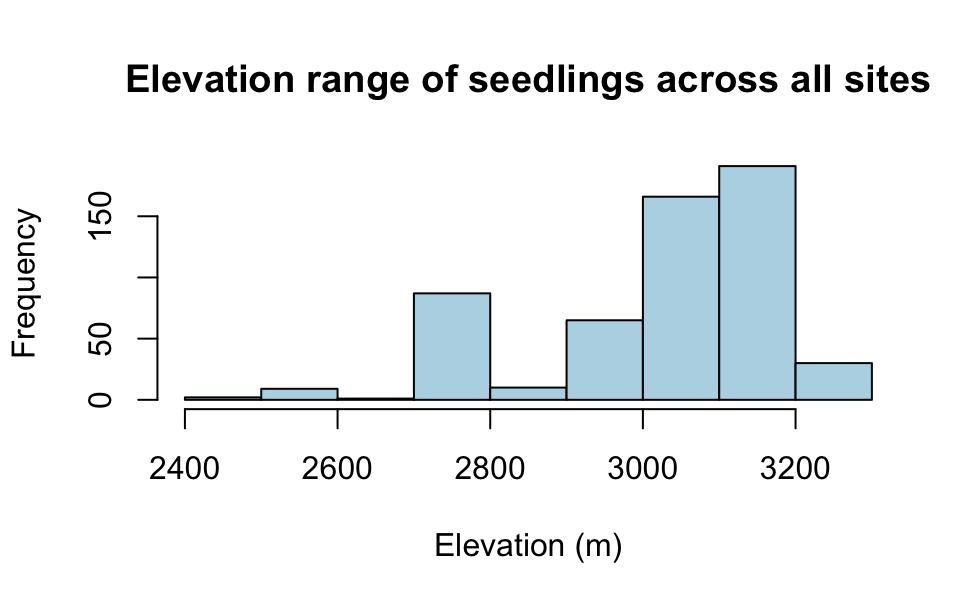 Elevation range of seedlings across all sites
Frequency
150
50
0
2400 2600 2800 3000 3200
Elevation (m)